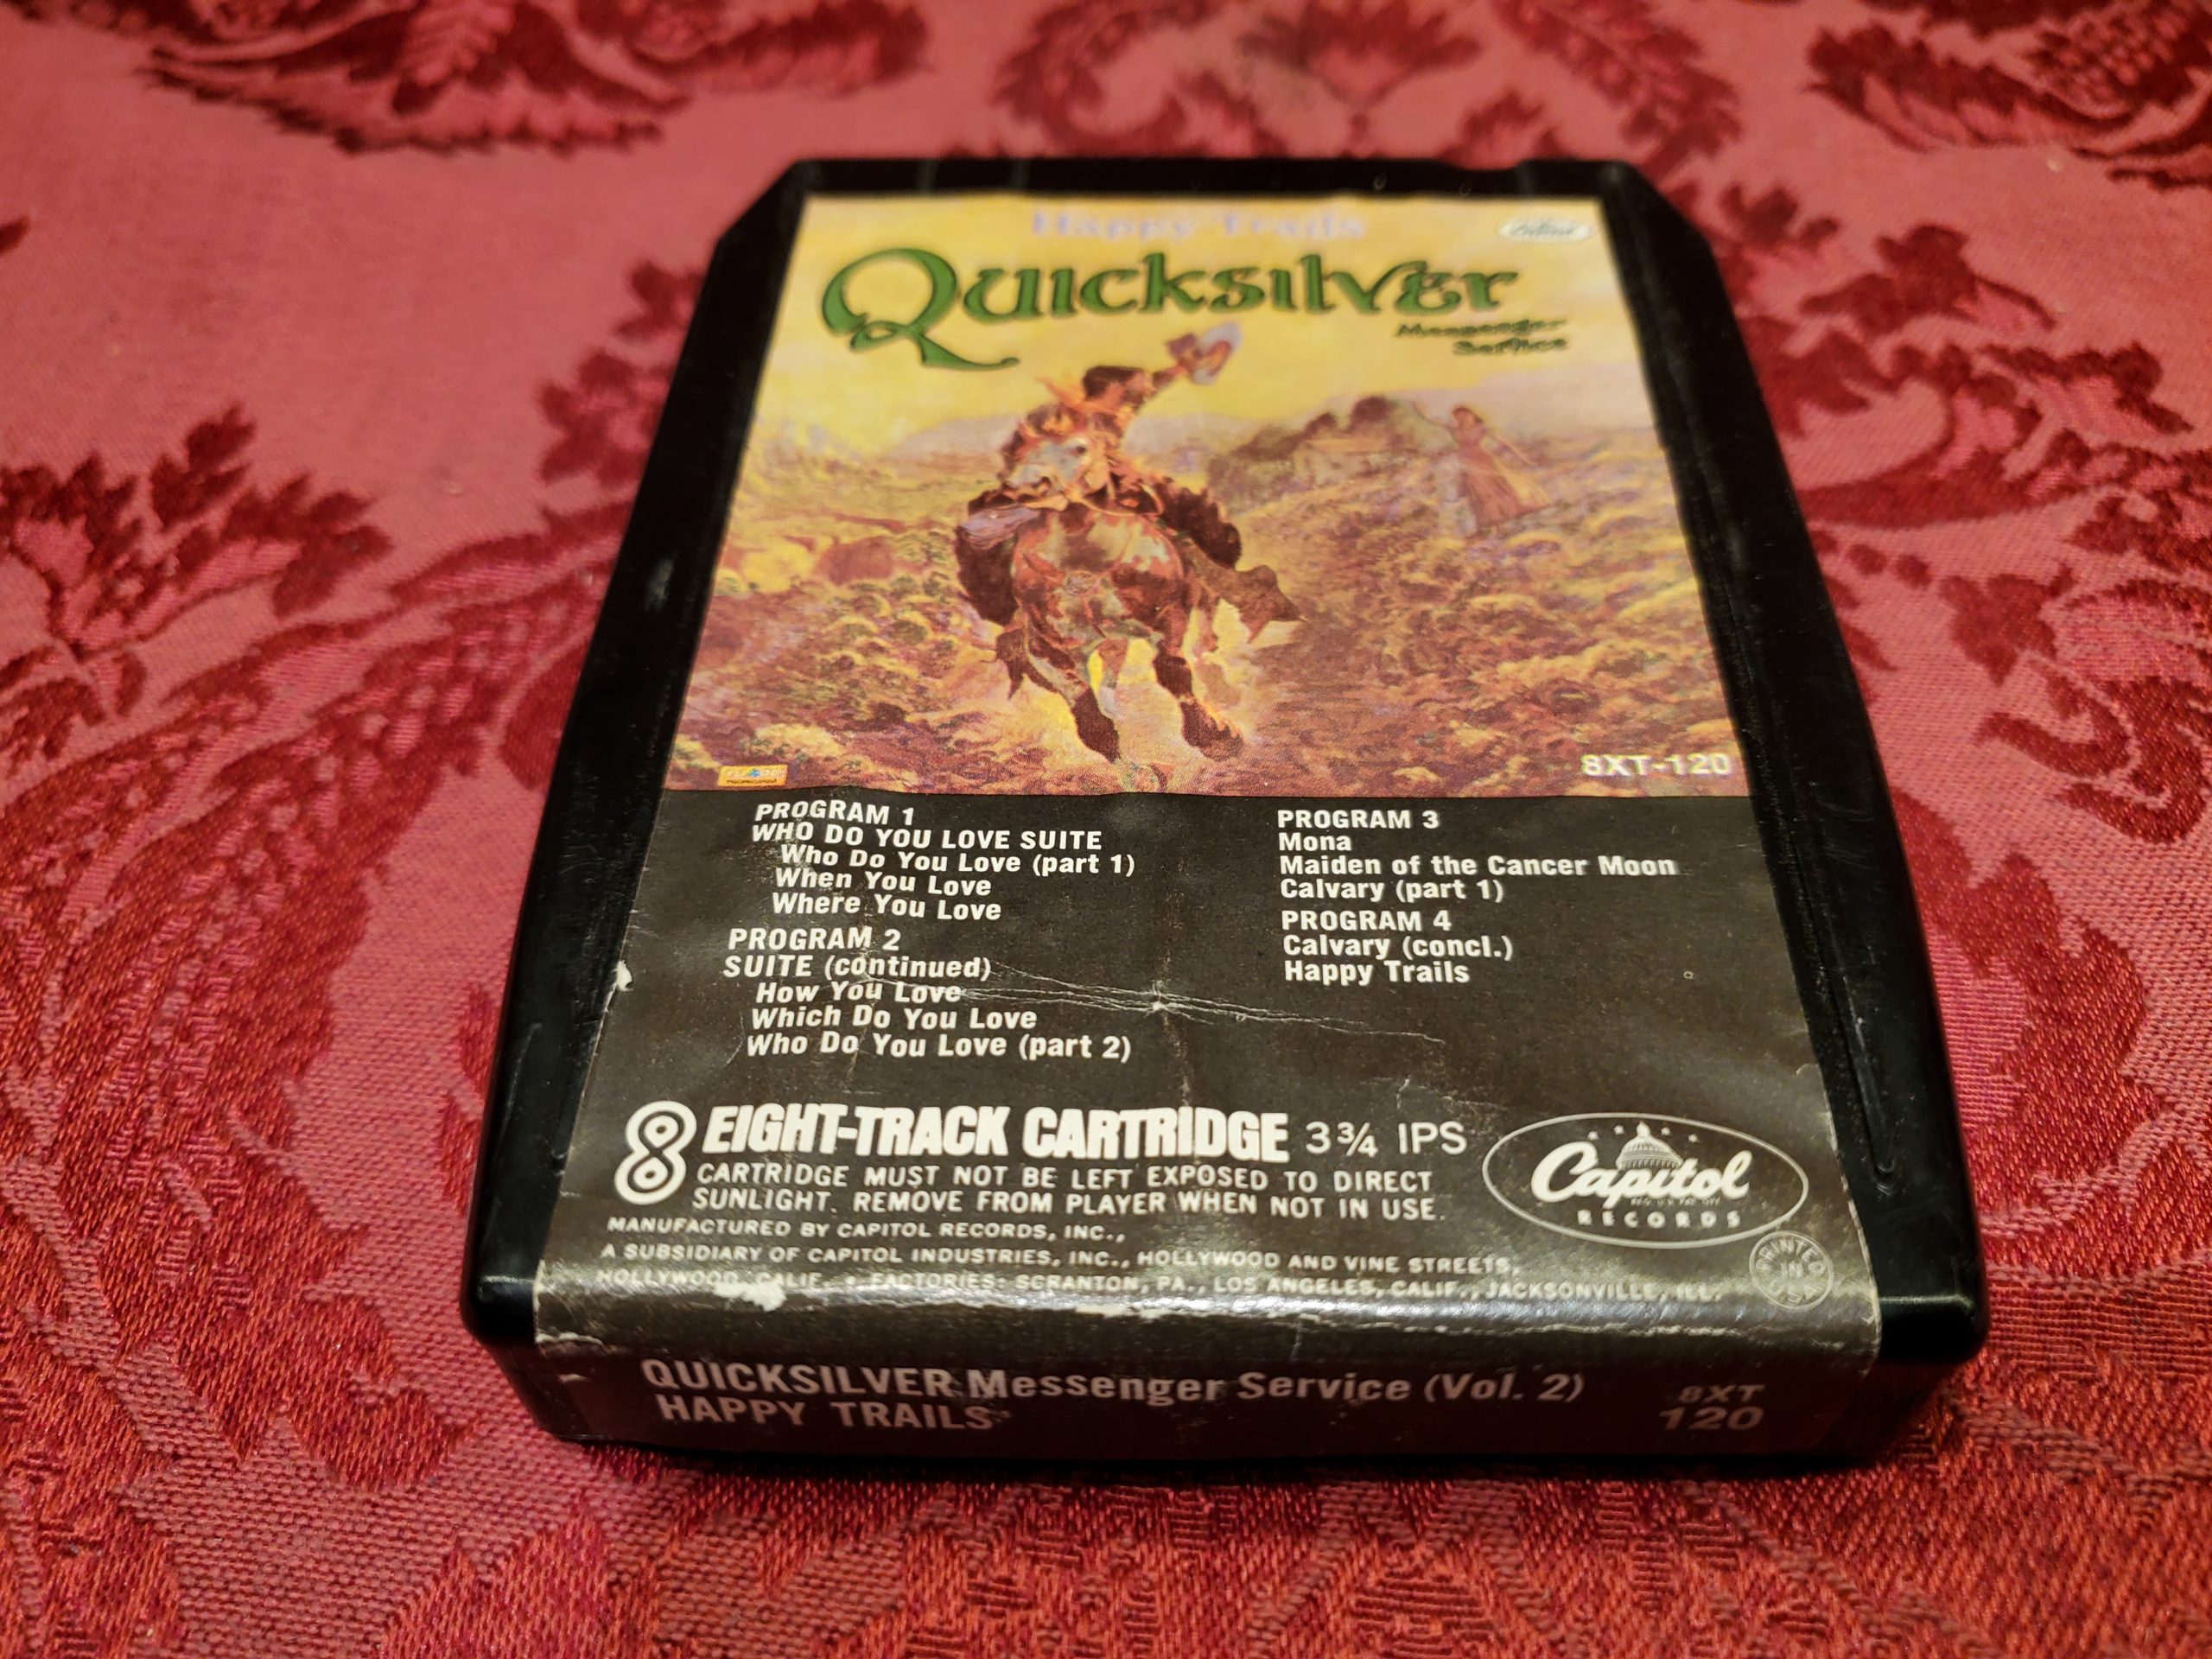 Happy Trails
Capitol
Quicksilver
Messenger
Service
8XT-120
PROGRAM 1
WHO DO YOU LOVE SUITE
Who Do You Love (part 1)
When You Love
Where You Love
PROGRAM 2
SUITE (continued)
How You Love
Which Do You Love
Who Do You Love (part 2)
PROGRAM 3
Mona
Maiden of the Cancer Moon
Calvary (part 1)
PROGRAM 4
Calvary (concl.)
Happy Trails
8 EIGHT-TRACK CARTRIDGE 3¾ IPS
CARTRIDGE MUST NOT BE LEFT EXPOSED TO DIRECT
SUNLIGHT. REMOVE FROM PLAYER WHEN NOT IN USE.
MANUFACTURED BY CAPITOL RECORDS, INC.,
A SUBSIDIARY OF CAPITOL INDUSTRIES, INC., HOLLYWOOD AND VINE STREETS,
HOLLYWOOD, CALIF. • FACTORIES: SCRANTON, PA., LOS ANGELES, CALIF., JACKSONVILLE, ILL.
Capitol
RECORDS
PRINTED
IN
USA
QUICKSILVER Messenger Service (Vol. 2)
HAPPY TRAILS
8XT
120